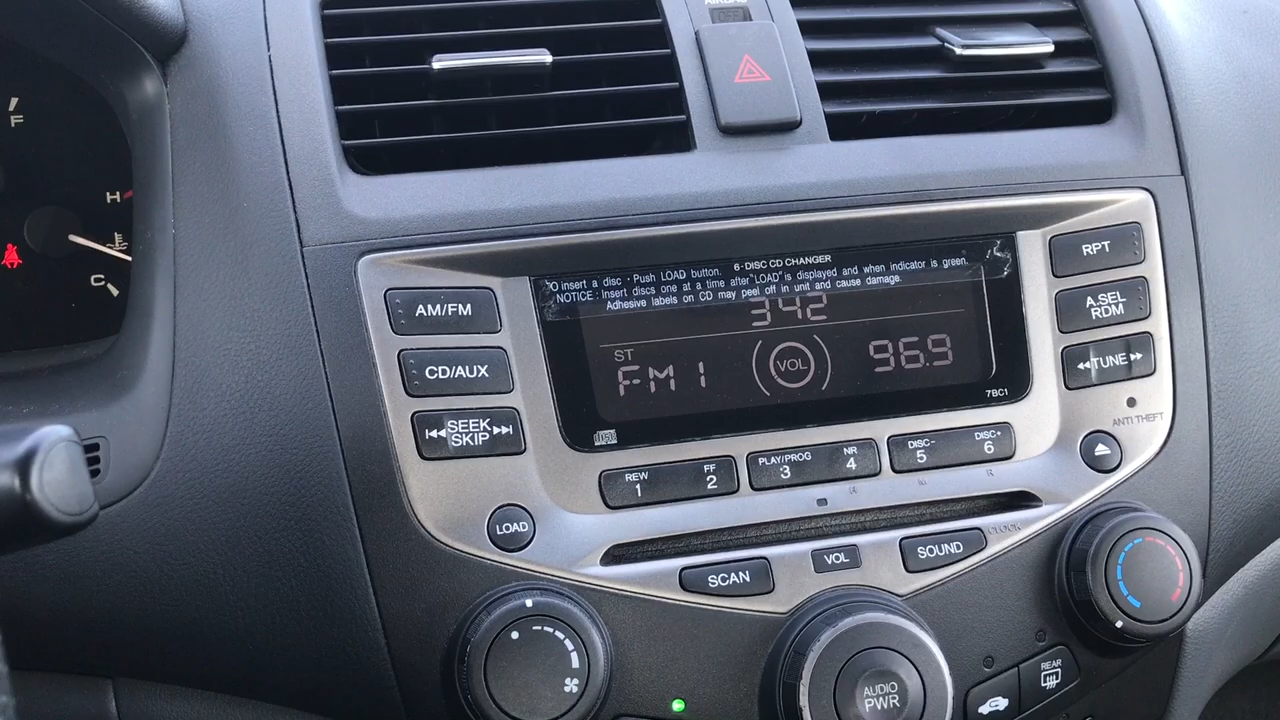 AIRBAG
OFF
F
H
E
C
6-DISC CD CHANGER
TO insert a disc · Push LOAD button.
"LOAD" is displayed and when indicator is green.
NOTICE : Insert discs one at a time after
Adhesive labels on CD may peel off in unit and cause damage.
342
ST
FM1
VOL
96.9
7BC1
AM/FM
CD/AUX
SEEK
SKIP
RPT
A.SEL
RDM
TUNE
ANTI THEFT
REW
1
FF
2
PLAY/PROG
3
NR
4
DISC-
5
DISC+
6
H
M
R
LOAD
SCAN
VOL
SOUND
CLOCK
AUDIO
PWR
REAR